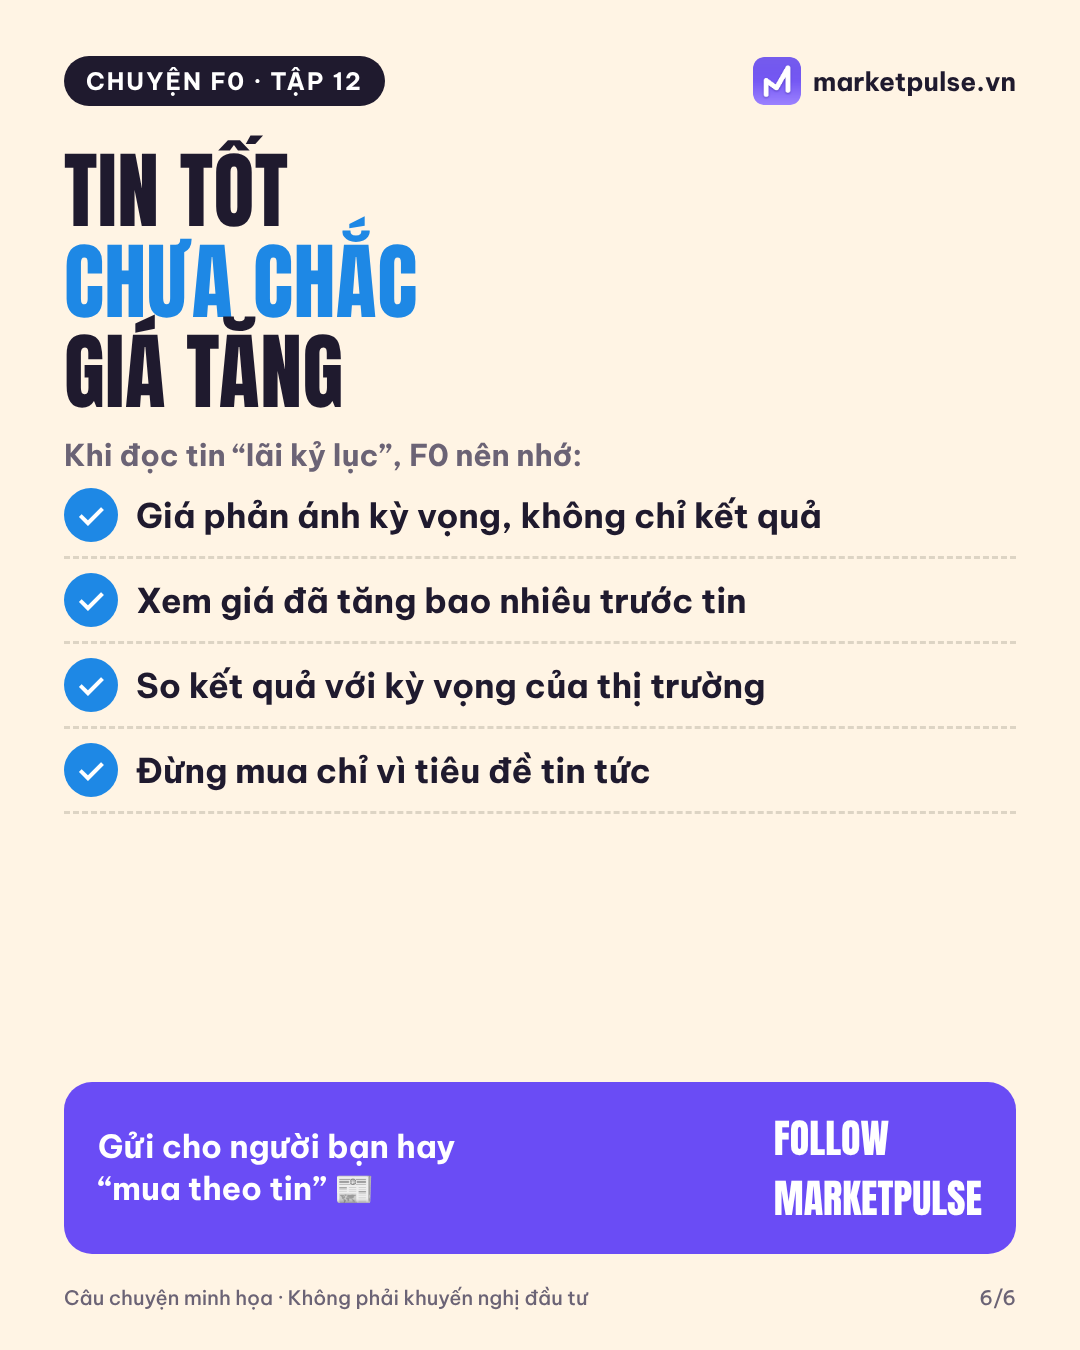 CHUYỆN F0 · TẬP 12
marketpulse.vn
TIN TỐT
CHƯA CHẮC
GIÁ TĂNG
Khi đọc tin “lãi kỷ lục”, F0 nên nhớ:
Giá phản ánh kỳ vọng, không chỉ kết quả
Xem giá đã tăng bao nhiêu trước tin
So kết quả với kỳ vọng của thị trường
Đừng mua chỉ vì tiêu đề tin tức
Gửi cho người bạn hay
“mua theo tin” 📰
FOLLOW
MARKETPULSE
Câu chuyện minh họa · Không phải khuyến nghị đầu tư
6/6